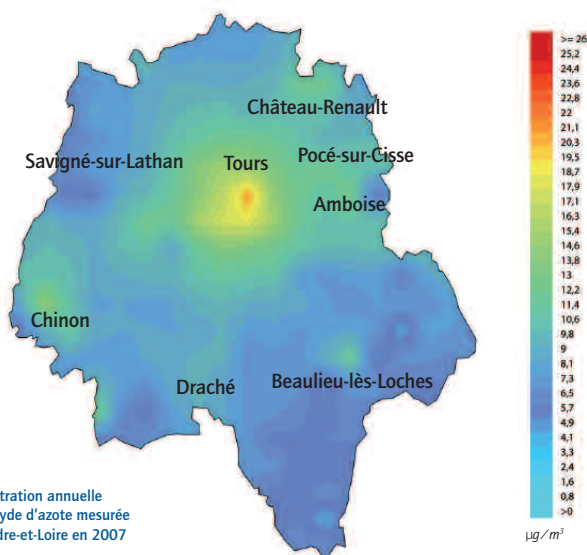 Château-Renault
Savigné-sur-Lathan
Tours
Pocé-sur-Cisse
Amboise
Chinon
Draché
Beaulieu-lès-Loches
tration annuelle
yde d'azote mesurée
dre-et-Loire en 2007
>= 26
25,2
24,4
23,6
22,8
22
21,1
20,3
19,5
18,7
17,9
17,1
16,3
15,4
14,6
13,8
13
12,2
11,4
10,6
9,8
9
8,1
7,3
6,5
5,7
4,9
4,1
3,3
2,4
1,6
0,8
>0
µg/m³